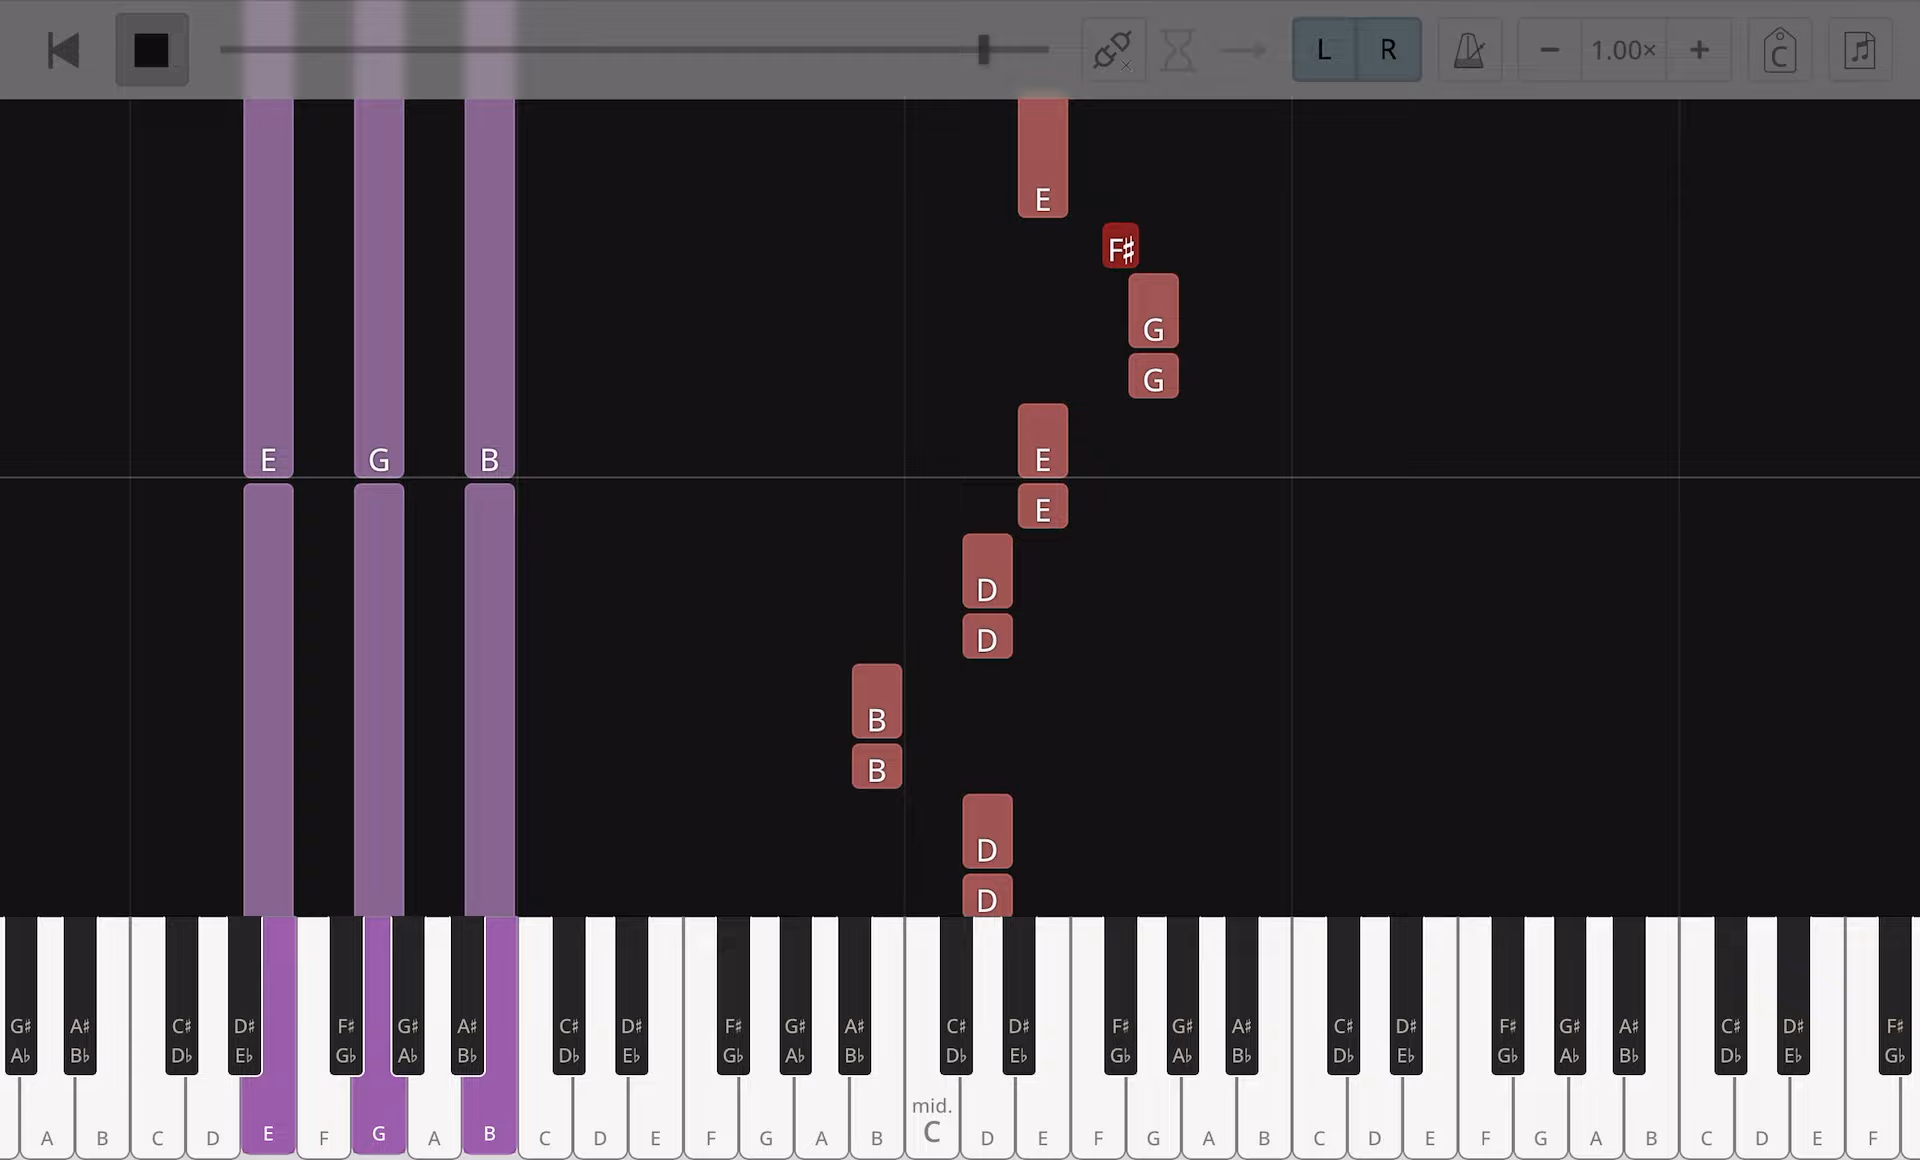 L R 1.00× C
E
F♯
G
G
E G B E
E
D
D
B
B
D
D
G♯ A♯ C♯ D♯ F♯ G♯ A♯ C♯ D♯ F♯ G♯ A♯ C♯ D♯ F♯ G♯ A♯ C♯ D♯ F♯ G♯ A♯ C♯ D♯ F♯
A♭ B♭ D♭ E♭ G♭ A♭ B♭ D♭ E♭ G♭ A♭ B♭ D♭ E♭ G♭ A♭ B♭ D♭ E♭ G♭ A♭ B♭ D♭ E♭ G♭
mid.
A B C D E F G A B C D E F G A B C D E F G A B C D E F G A B C D E F